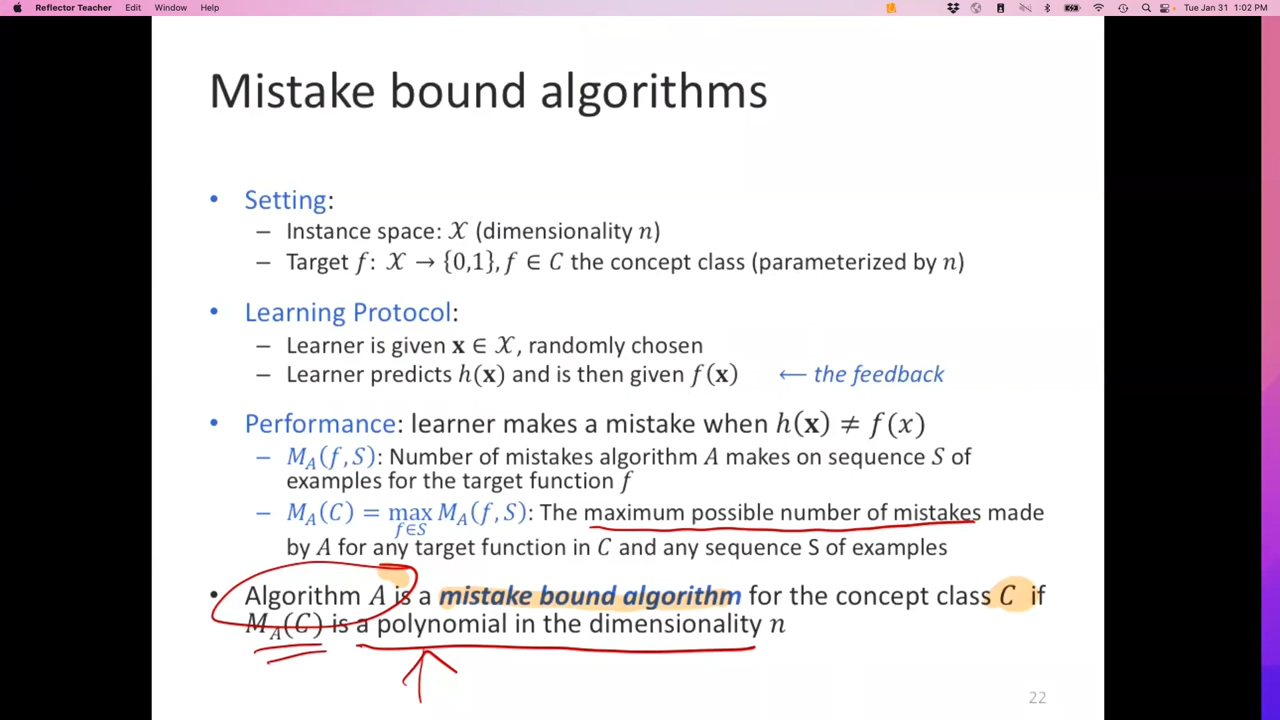 Reflector Teacher Edit Window Help Tue Jan 31 1:02 PM
Mistake bound algorithms
• Setting:
– Instance space: 𝒳 (dimensionality n)
– Target f: 𝒳 → {0,1}, f ∈ C the concept class (parameterized by n)
• Learning Protocol:
– Learner is given x ∈ 𝒳, randomly chosen
– Learner predicts h(x) and is then given f(x) ⟵ the feedback
• Performance: learner makes a mistake when h(x) ≠ f(x)
– M_A(f, S): Number of mistakes algorithm A makes on sequence S of
examples for the target function f
– M_A(C) = max_{f∈S} M_A(f, S): The maximum possible number of mistakes made
by A for any target function in C and any sequence S of examples
• Algorithm A is a mistake bound algorithm for the concept class C if
M_A(C) is a polynomial in the dimensionality n
22